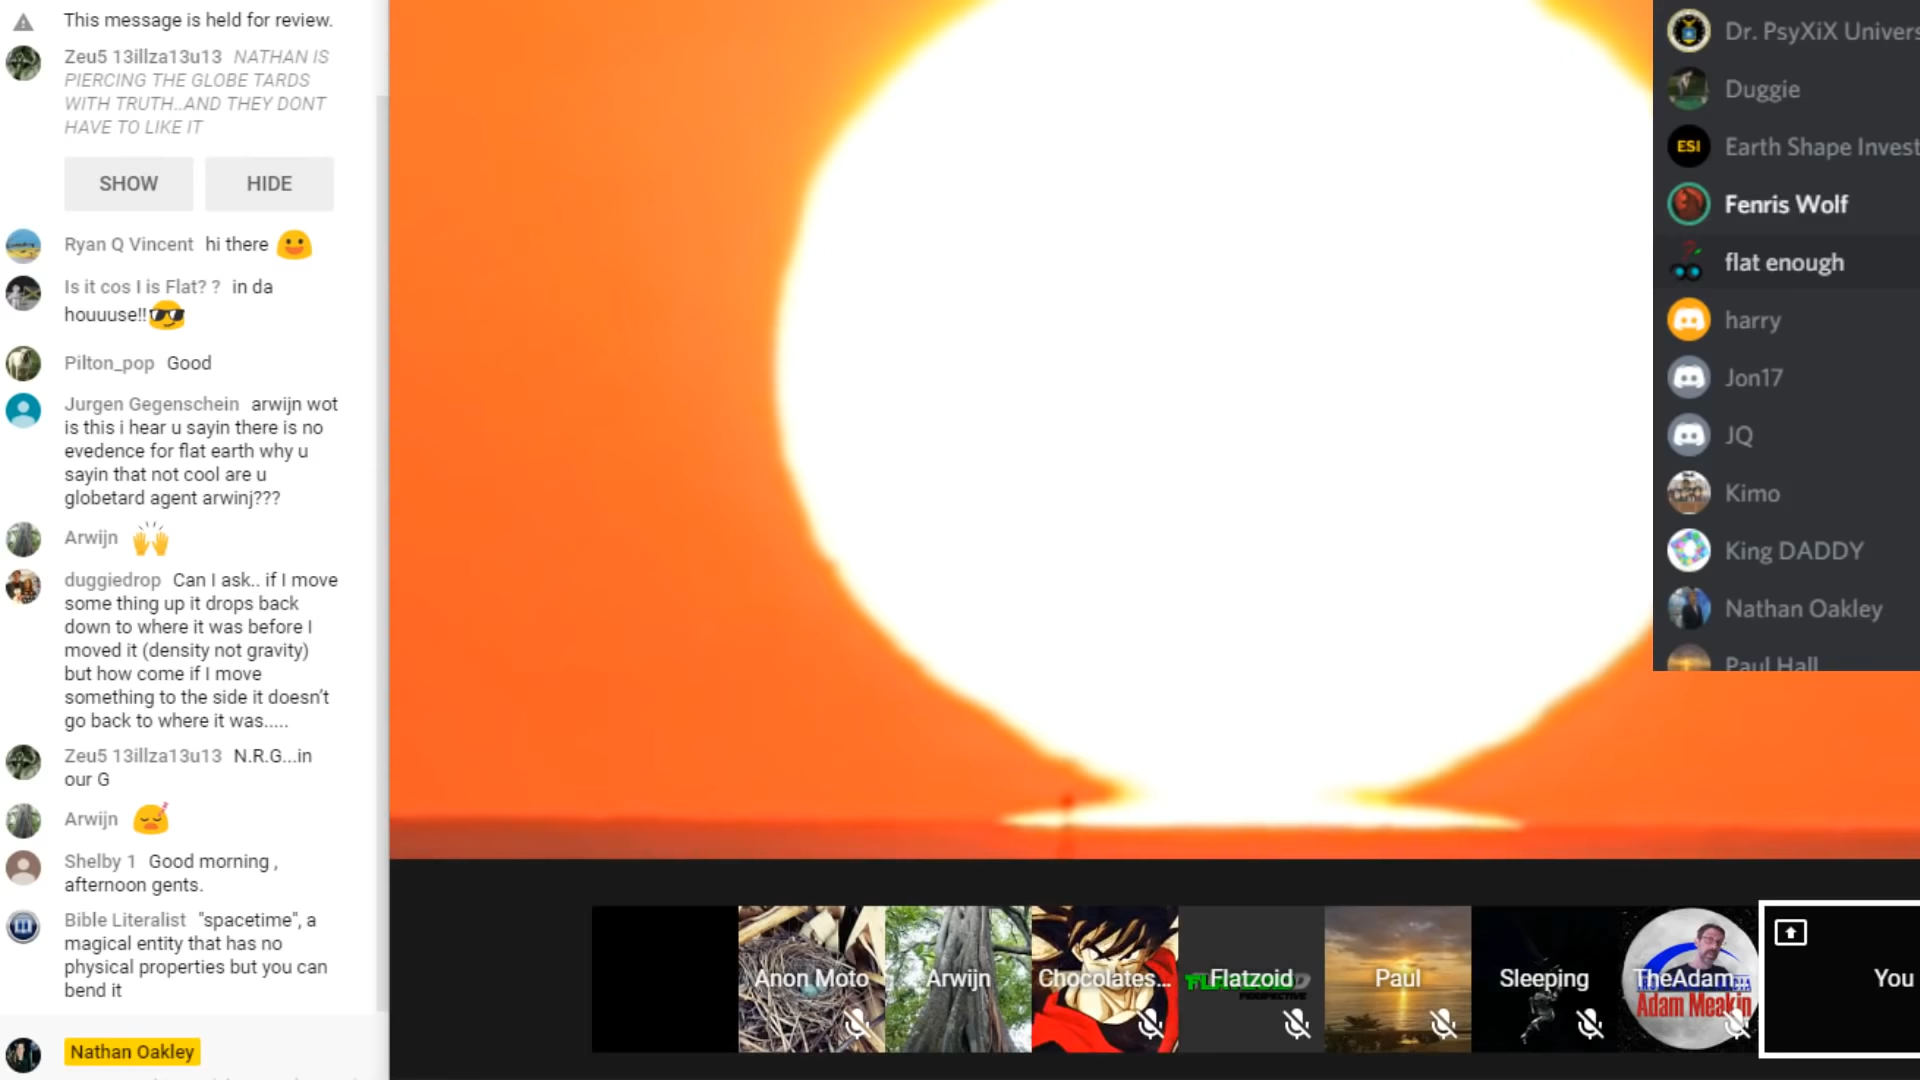 This message is held for review.
Zeu5 13illza13u13 NATHAN IS
PIERCING THE GLOBE TARDS
WITH TRUTH..AND THEY DONT
HAVE TO LIKE IT
SHOW HIDE
Ryan Q Vincent hi there
Is it cos I is Flat? ? in da
houuuse!!
Pilton_pop Good
Jurgen Gegenschein arwijn wot
is this i hear u sayin there is no
evedence for flat earth why u
sayin that not cool are u
globetard agent arwinj???
Arwijn
duggiedrop Can I ask.. if I move
some thing up it drops back
down to where it was before I
moved it (density not gravity)
but how come if I move
something to the side it doesn't
go back to where it was.....
Zeu5 13illza13u13 N.R.G...in
our G
Arwijn
Shelby 1 Good morning ,
afternoon gents.
Bible Literalist "spacetime", a
magical entity that has no
physical properties but you can
bend it
Nathan Oakley
Dr. PsyXiX Univers
Duggie
ESI
Earth Shape Invest
Fenris Wolf
flat enough
harry
Jon17
JQ
Kimo
King DADDY
Nathan Oakley
Paul Hall
Anon Moto
Arwijn
Chocolates...
Flatzoid
PERSPECTIVE
Paul
Sleeping
TheAdam...
Adam Meakin
You